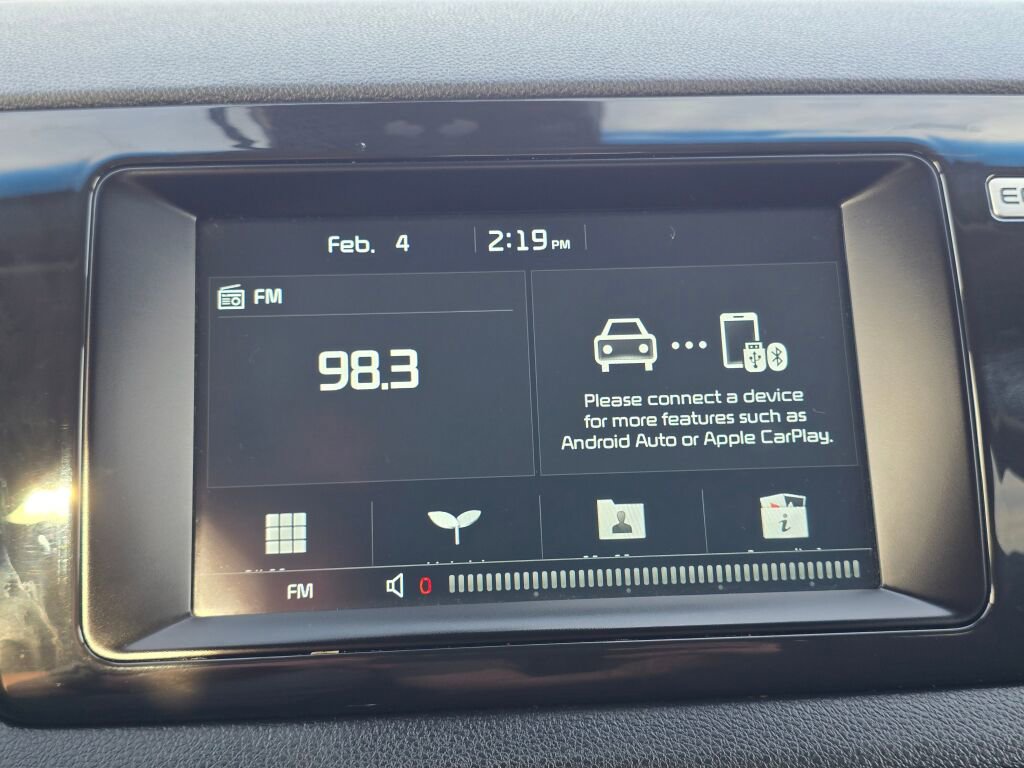 Feb. 4
2:19 PM
FM
98.3
Please connect a device
for more features such as
Android Auto or Apple CarPlay.
FM
0